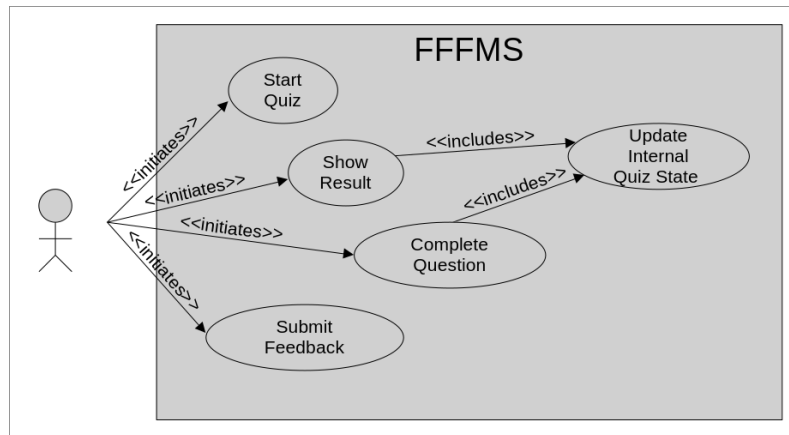 FFFMS
Start
Quiz
<<initiates>>
Show
Result
<<includes>>
Update
Internal
Quiz State
<<initiates>>
<<includes>>
<<initiates>>
Complete
Question
<<initiates>>
Submit
Feedback